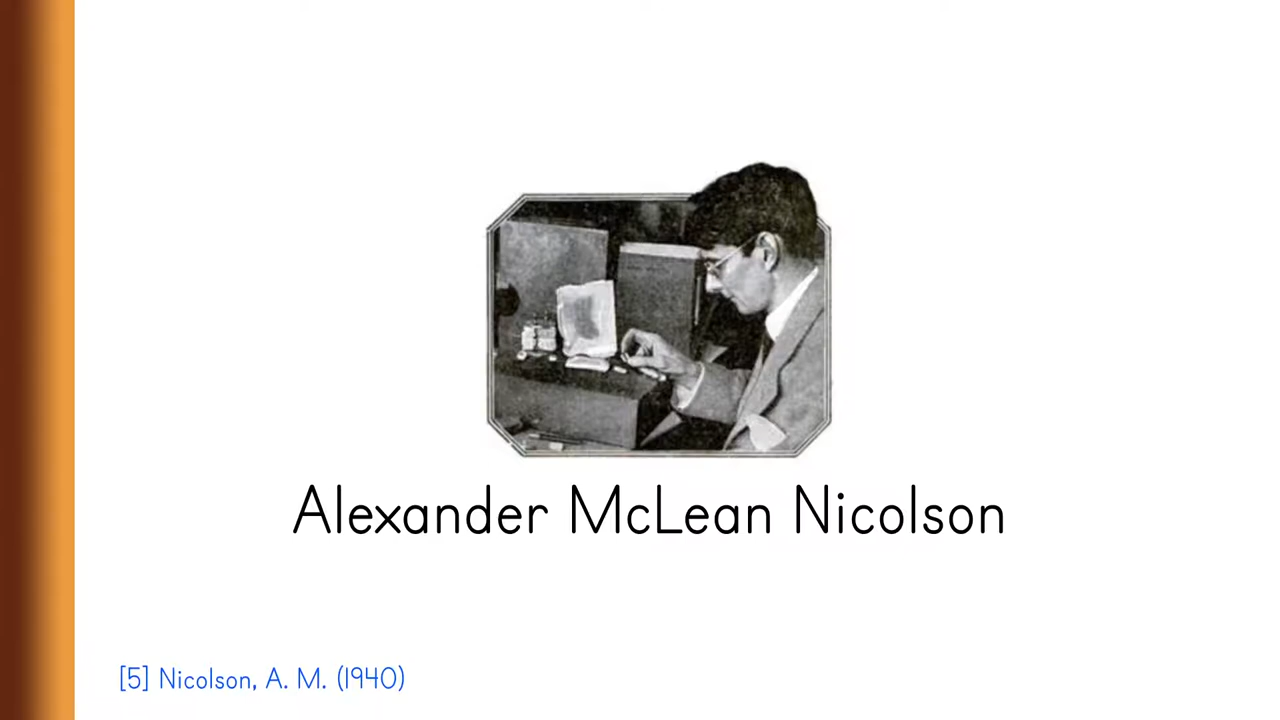 Alexander McLean Nicolson
[5] Nicolson, A. M. (1940)